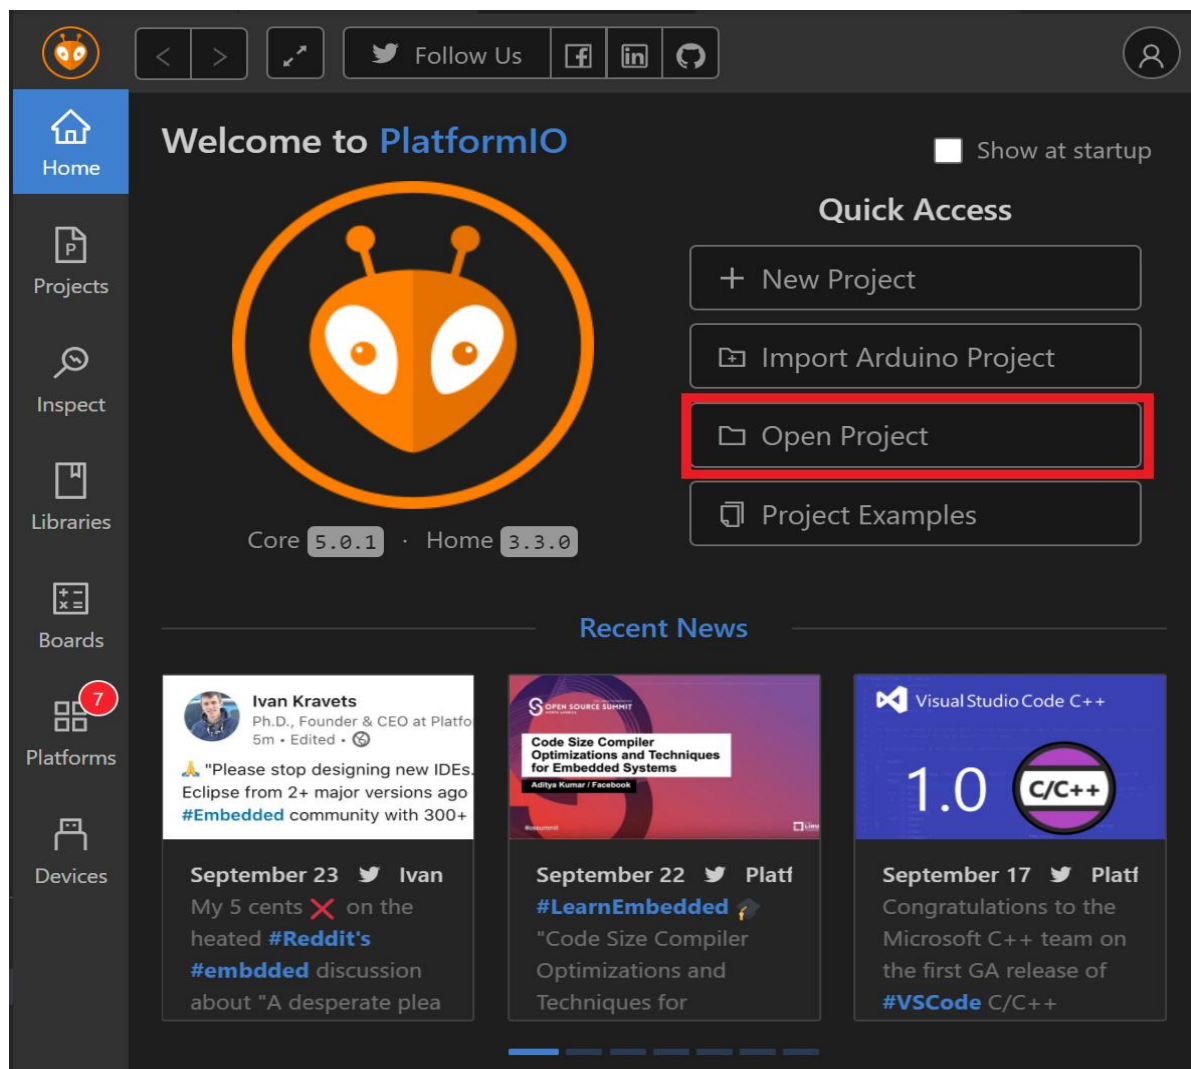 Follow Us
Home
Projects
Inspect
Libraries
Boards
7
Platforms
Devices
Welcome to PlatformIO
Show at startup
Quick Access
New Project
Import Arduino Project
Open Project
Project Examples
Core 5.0.1 · Home 3.3.0
Recent News
Ivan Kravets
Ph.D., Founder & CEO at Platfo
5m • Edited •
🙏 "Please stop designing new IDEs.
Eclipse from 2+ major versions ago
#Embedded community with 300+
September 23 Ivan
My 5 cents ❌ on the
heated #Reddit's
#embdded discussion
about "A desperate plea
OPEN SOURCE SUMMIT
Code Size Compiler
Optimizations and Techniques
for Embedded Systems
Aditya Kumar / Facebook
#ossummit
September 22 Platf
#LearnEmbedded 🎓
"Code Size Compiler
Optimizations and
Techniques for
Visual Studio Code C++
1.0 C/C++
September 17 Platf
Congratulations to the
Microsoft C++ team on
the first GA release of
#VSCode C/C++